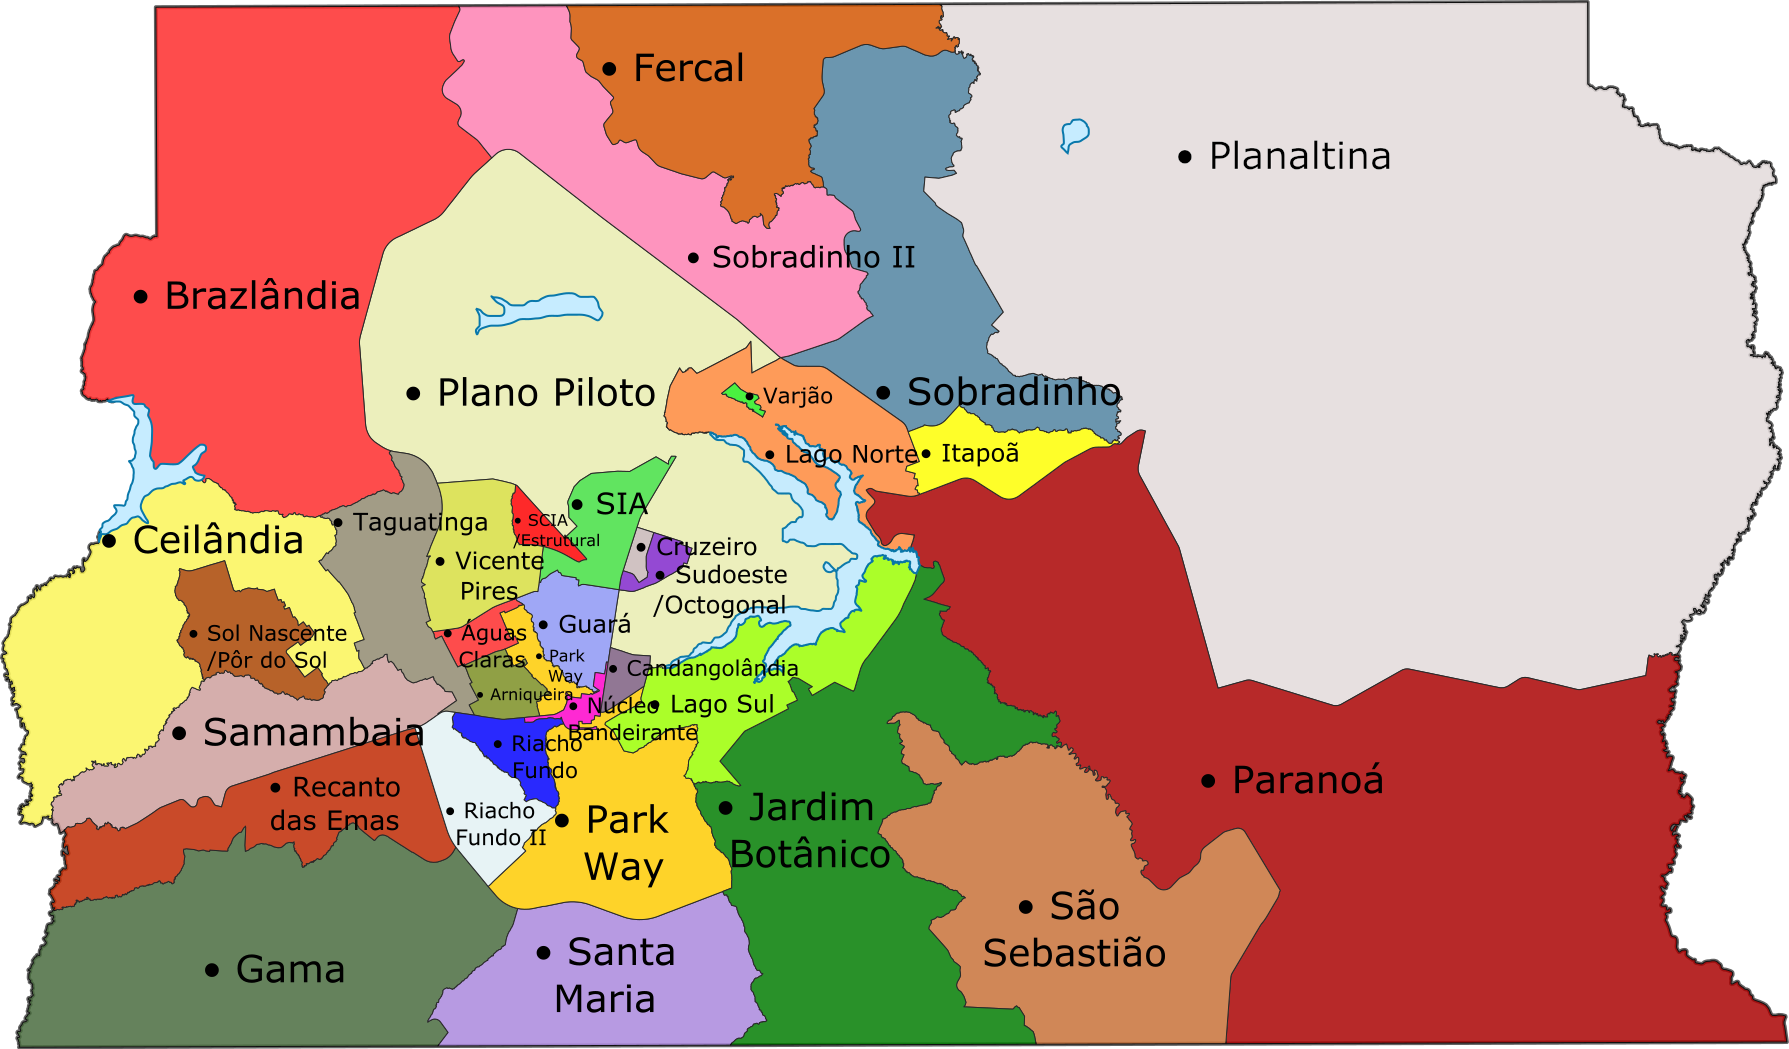 Fercal
Planaltina
Sobradinho II
Brazlândia
Plano Piloto
Varjão
Sobradinho
Lago Norte
Itapoã
SIA
Taguatinga
SCIA
/Estrutural
Ceilândia
Vicente
Pires
Cruzeiro
Sudoeste
/Octogonal
Sol Nascente
/Pôr do Sol
Águas
Claras
Guará
Park
Way
Candangolândia
Arniqueira
Núcleo
Bandeirante
Lago Sul
Samambaia
Riacho
Fundo
Recanto
das Emas
Riacho
Fundo II
Park
Way
Jardim
Botânico
Paranoá
São
Sebastião
Gama
Santa
Maria